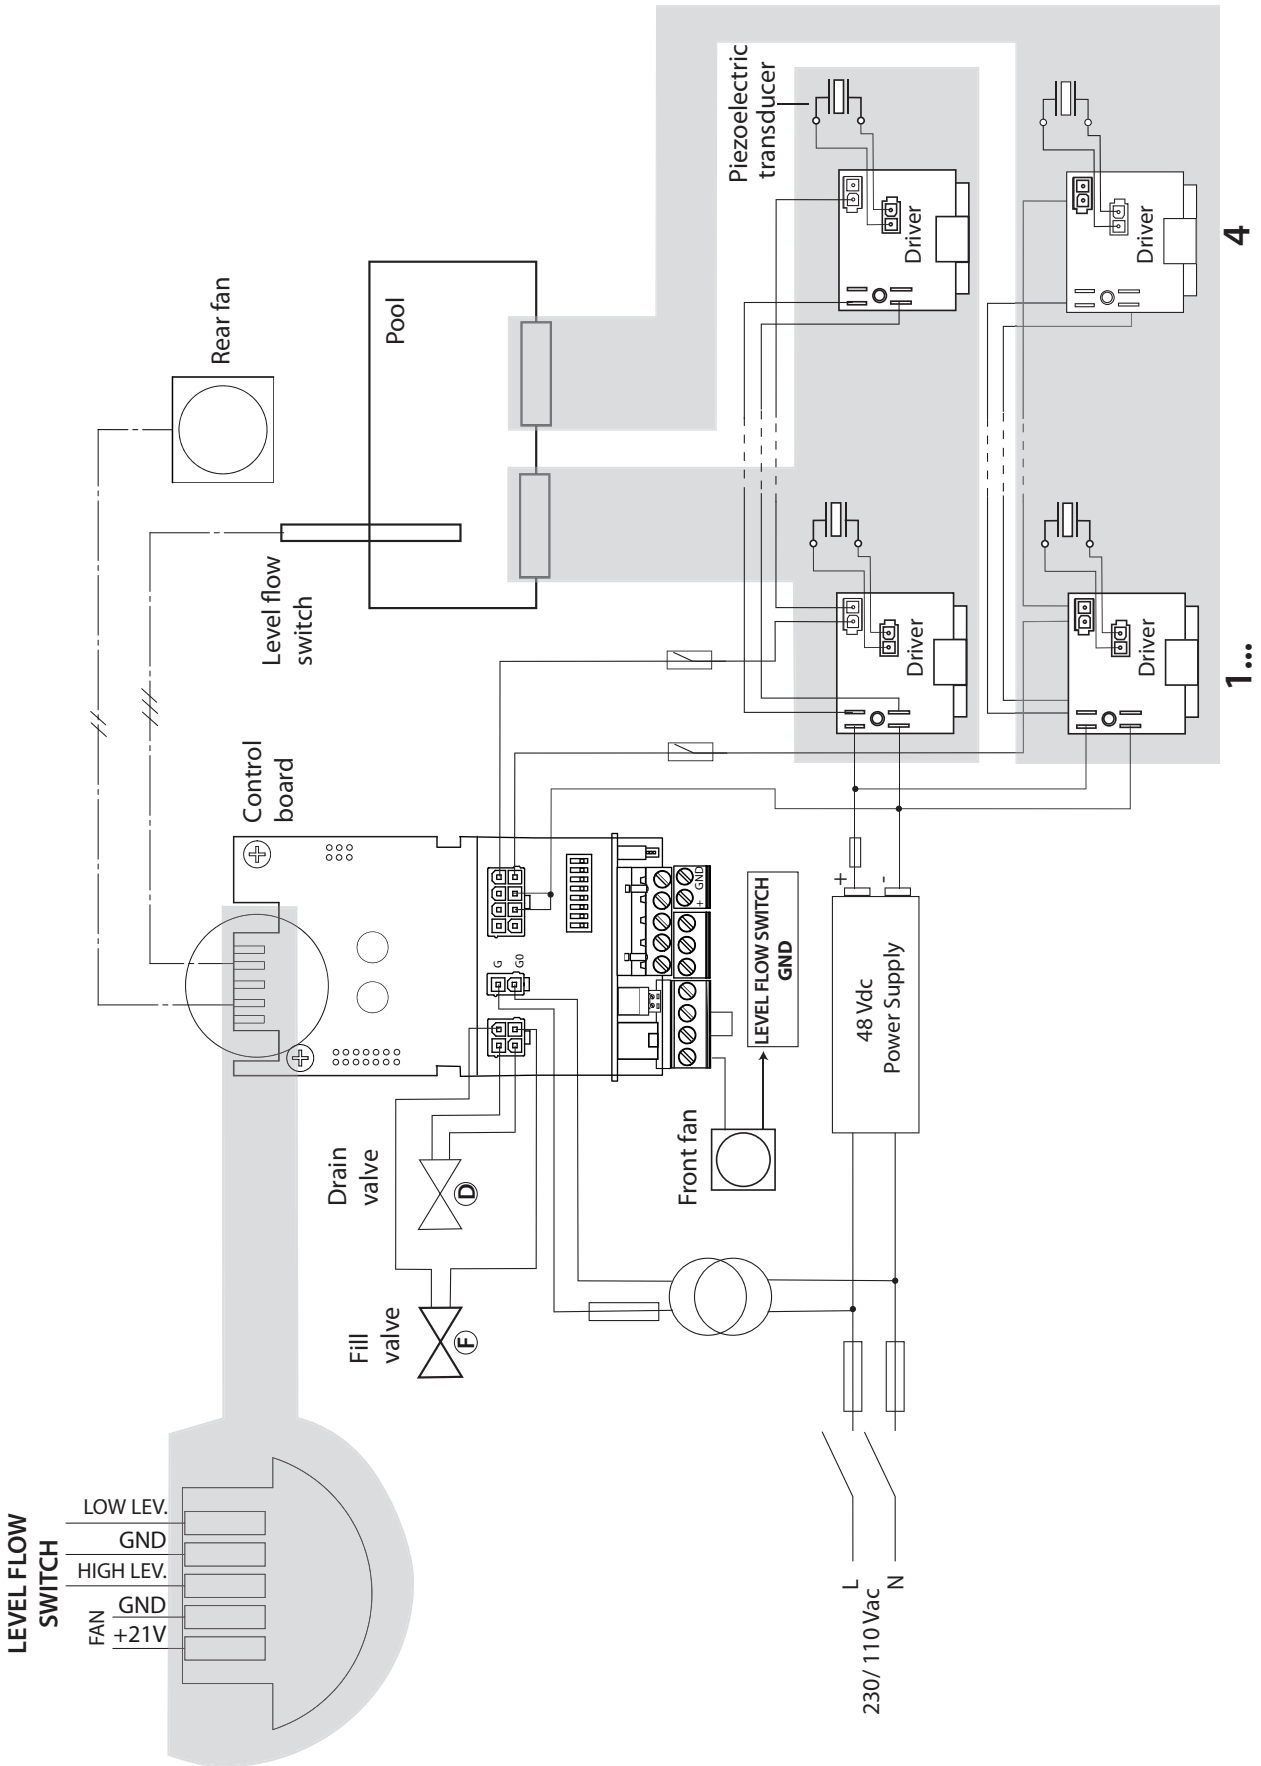 LEVEL FLOW
SWITCH
LOW LEV.
GND
HIGH LEV.
GND
+21V
FAN
Fill
valve
F
Drain
valve
D
Control
board
G
G0
Front fan
+
GND
LEVEL FLOW SWITCH
GND
Level flow
switch
Rear fan
Pool
Piezoelectric
transducer
Driver
Driver
Driver
Driver
1...
4
+
-
48 Vdc
Power Supply
L
N
230/ 110 Vac